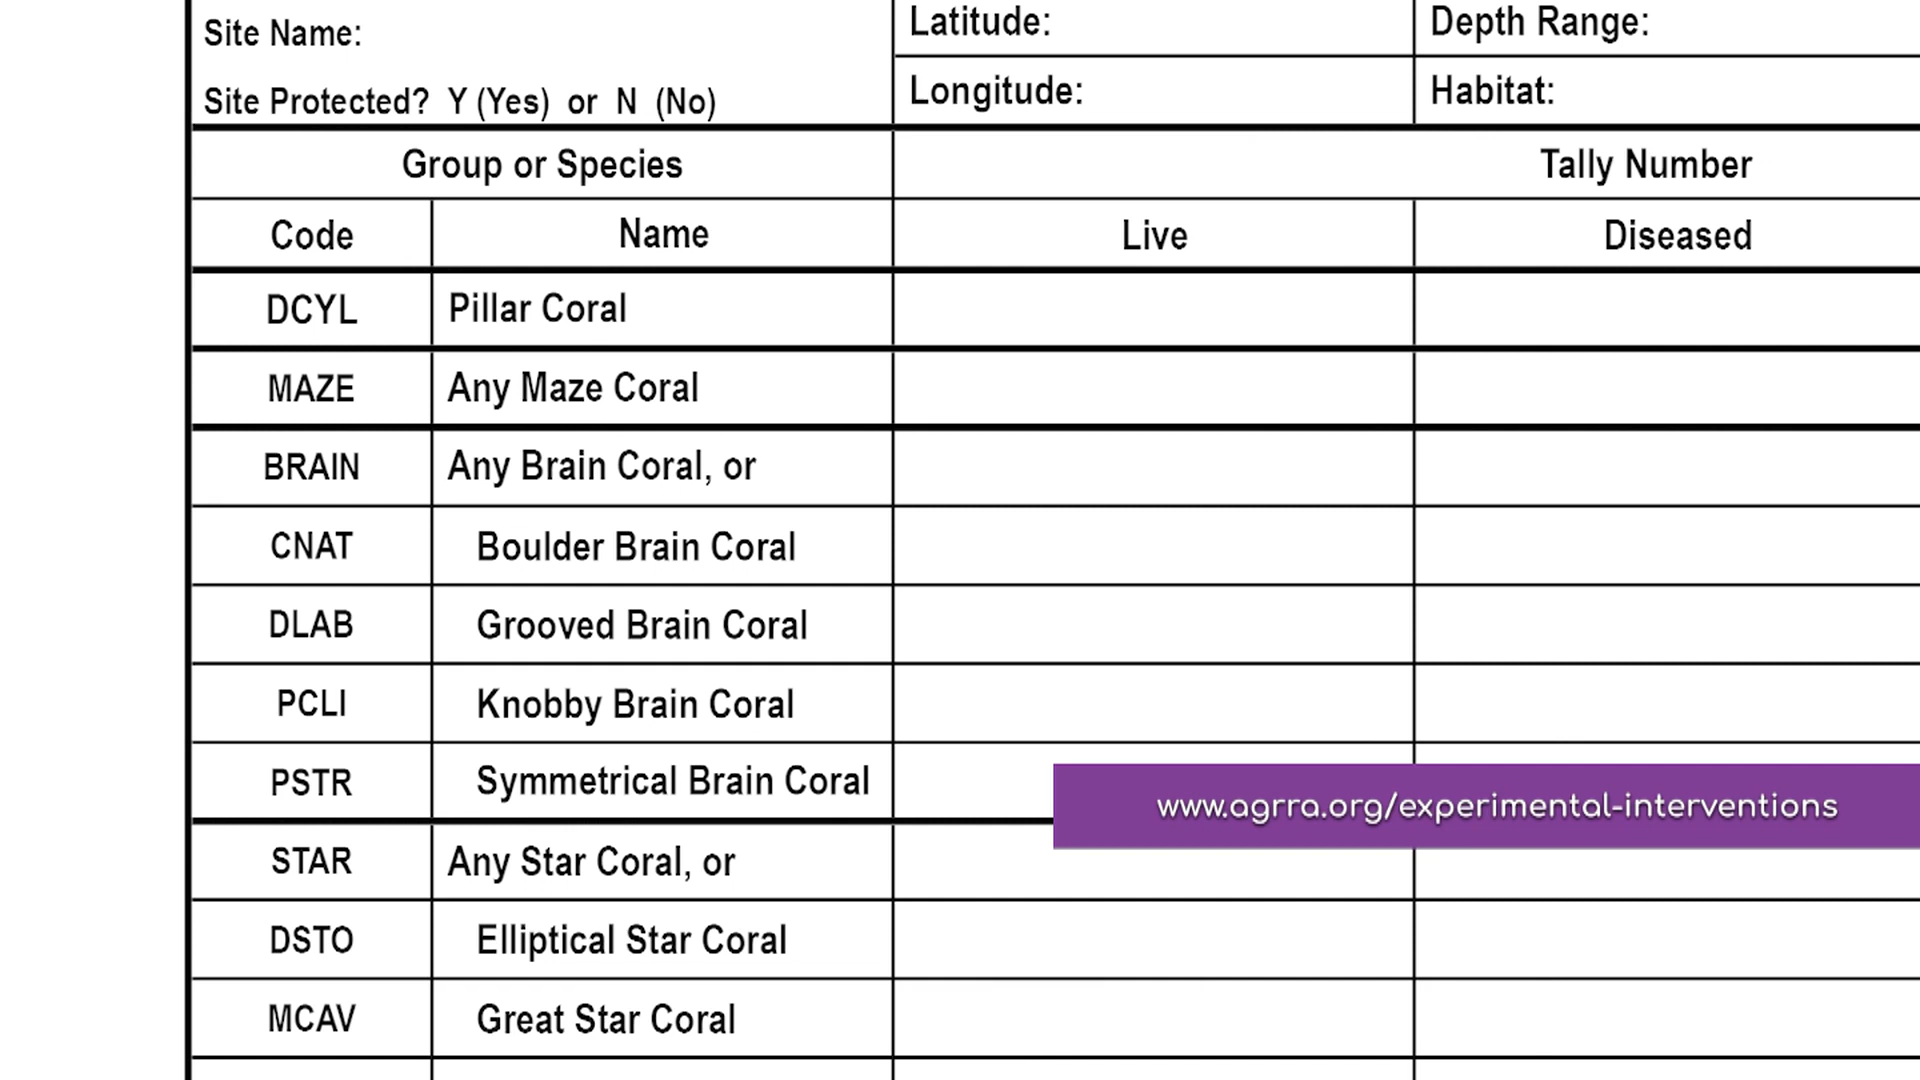 Site Name:
Latitude:
Depth Range:
Site Protected? Y (Yes) or N (No)
Longitude:
Habitat:
Group or Species
Tally Number
Code
Name
Live
Diseased
DCYL Pillar Coral
MAZE Any Maze Coral
BRAIN Any Brain Coral, or
CNAT Boulder Brain Coral
DLAB Grooved Brain Coral
PCLI Knobby Brain Coral
PSTR Symmetrical Brain Coral
www.agrra.org/experimental-interventions
STAR Any Star Coral, or
DSTO Elliptical Star Coral
MCAV Great Star Coral